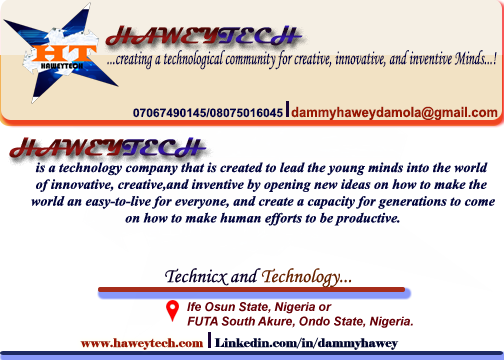 HT
HAWEYTECH
HAWEYTECH
...creating a technological community for creative, innovative, and inventive Minds...!
07067490145/08075016045 | dammyhaweydamola@gmail.com
HAWEYTECH
is a technology company that is created to lead the young minds into the world
of innovative, creative,and inventive by opening new ideas on how to make the
world an easy-to-live for everyone, and create a capacity for generations to come
on how to make human efforts to be productive.
Technicx and Technology...
Ife Osun State, Nigeria or
FUTA South Akure, Ondo State, Nigeria.
www.haweytech.com | Linkedin.com/in/dammyhawey